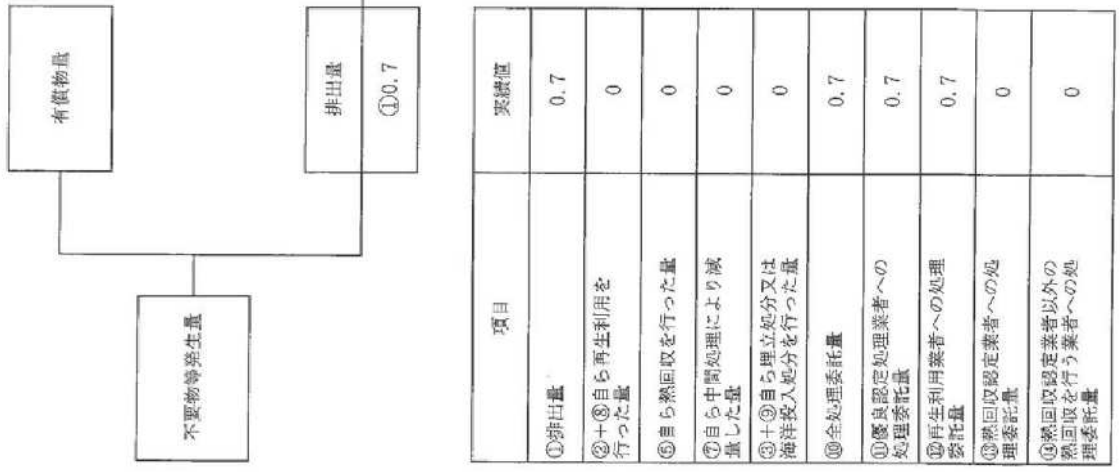 有償物量
不要物等発生量
排出量
①0.7
項目
実績値
①排出量
0.7
②+⑧自ら再生利用を
行った量
0
⑤自ら熱回収を行った量
0
⑦自ら中間処理により減
量した量
0
③+⑨自ら埋立処分又は
海洋投入処分を行った量
0
⑩全処理委託量
0.7
⑪優良認定処理業者への
処理委託量
0.7
⑫再生利用業者への処理
委託量
0.7
⑬熱回収認定業者への処
理委託量
0
⑭熱回収認定業者以外の
熱回収を行う業者への処
理委託量
0